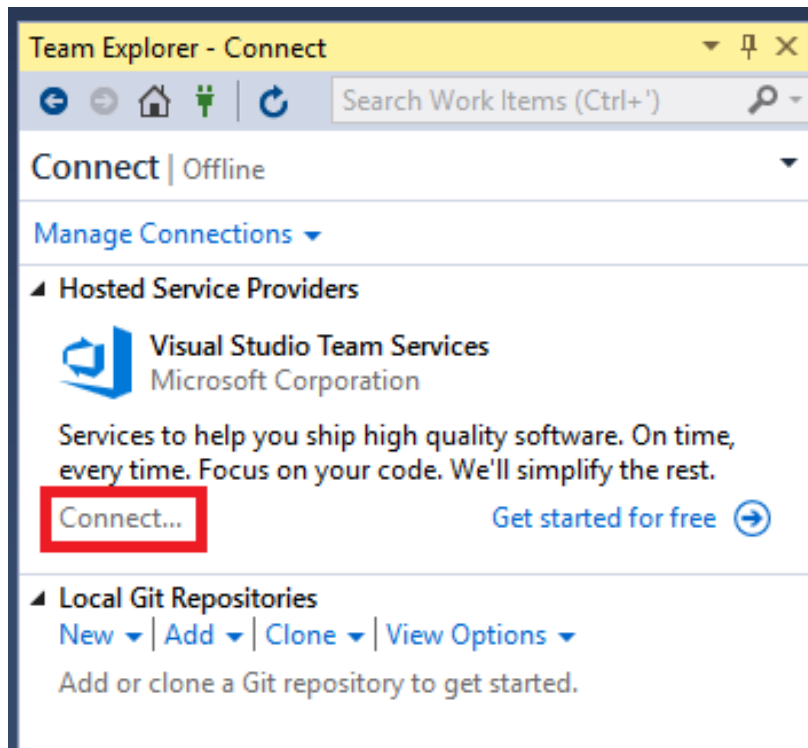 Team Explorer - Connect
Search Work Items (Ctrl+')
Connect | Offline
Manage Connections
Hosted Service Providers
Visual Studio Team Services
Microsoft Corporation
Services to help you ship high quality software. On time,
every time. Focus on your code. We'll simplify the rest.
Connect... Get started for free
Local Git Repositories
New | Add | Clone | View Options
Add or clone a Git repository to get started.